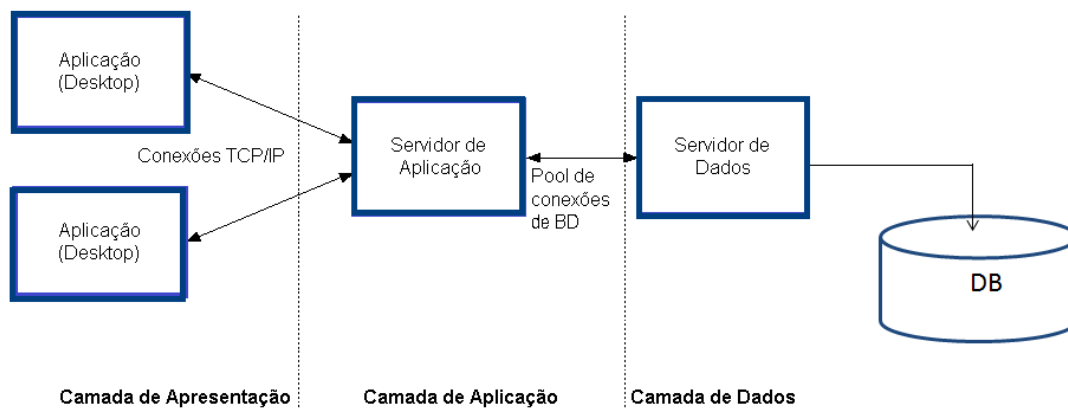 Aplicação
(Desktop)
Conexões TCP/IP
Aplicação
(Desktop)
Servidor de
Aplicação
Pool de
conexões
de BD
Servidor de
Dados
DB
Camada de Apresentação
Camada de Aplicação
Camada de Dados